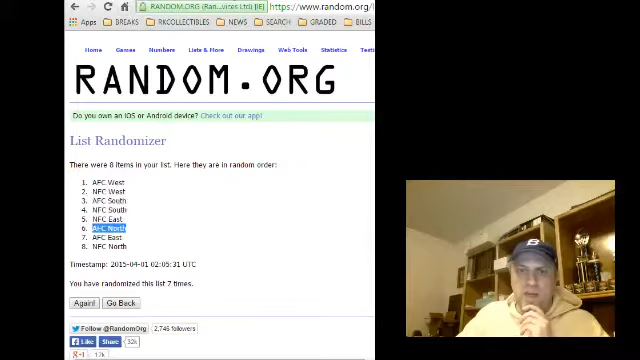 RANDOM.ORG (Ran...vices Ltd) [IE] https://www.random.org/l
Apps BREAKS RKCOLLECTIBLES NEWS SEARCH GRADED BILLS
Home Games Numbers Lists & More Drawings Web Tools Statistics Testi
RANDOM.ORG
Do you own an iOS or Android device? Check out our app!
List Randomizer
There were 8 items in your list. Here they are in random order:
1. AFC West
2. NFC West
3. AFC South
4. NFC South
5. NFC East
6. AFC North
7. AFC East
8. NFC North
Timestamp: 2015-04-01 02:05:31 UTC
You have randomized this list 7 times.
Again! Go Back
Follow @RandomOrg 2,746 followers
Like Share 32k
g+1 17k